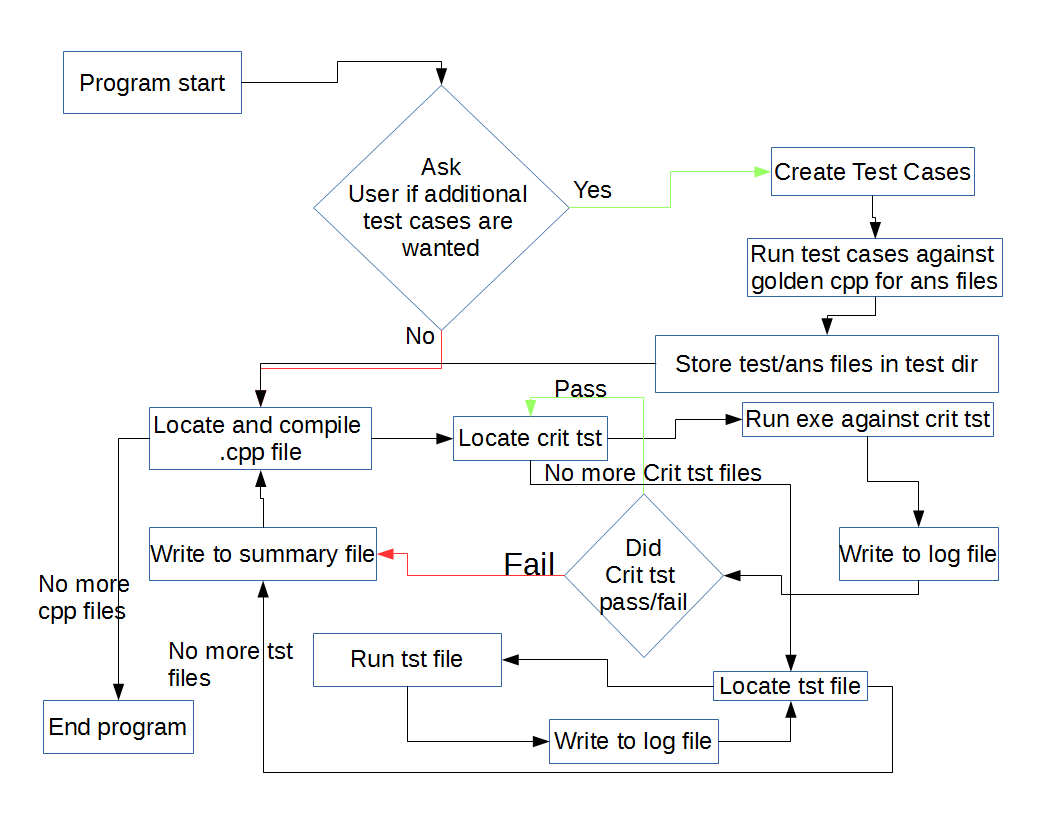 Program start
Ask
User if additional
test cases are
wanted
Yes
Create Test Cases
Run test cases against
golden cpp for ans files
No
Store test/ans files in test dir
Pass
Locate and compile
.cpp file
Locate crit tst
Run exe against crit tst
No more Crit tst files
Write to summary file
Fail
Did
Crit tst
pass/fail
Write to log file
No more
cpp files
No more tst
files
Run tst file
Locate tst file
End program
Write to log file